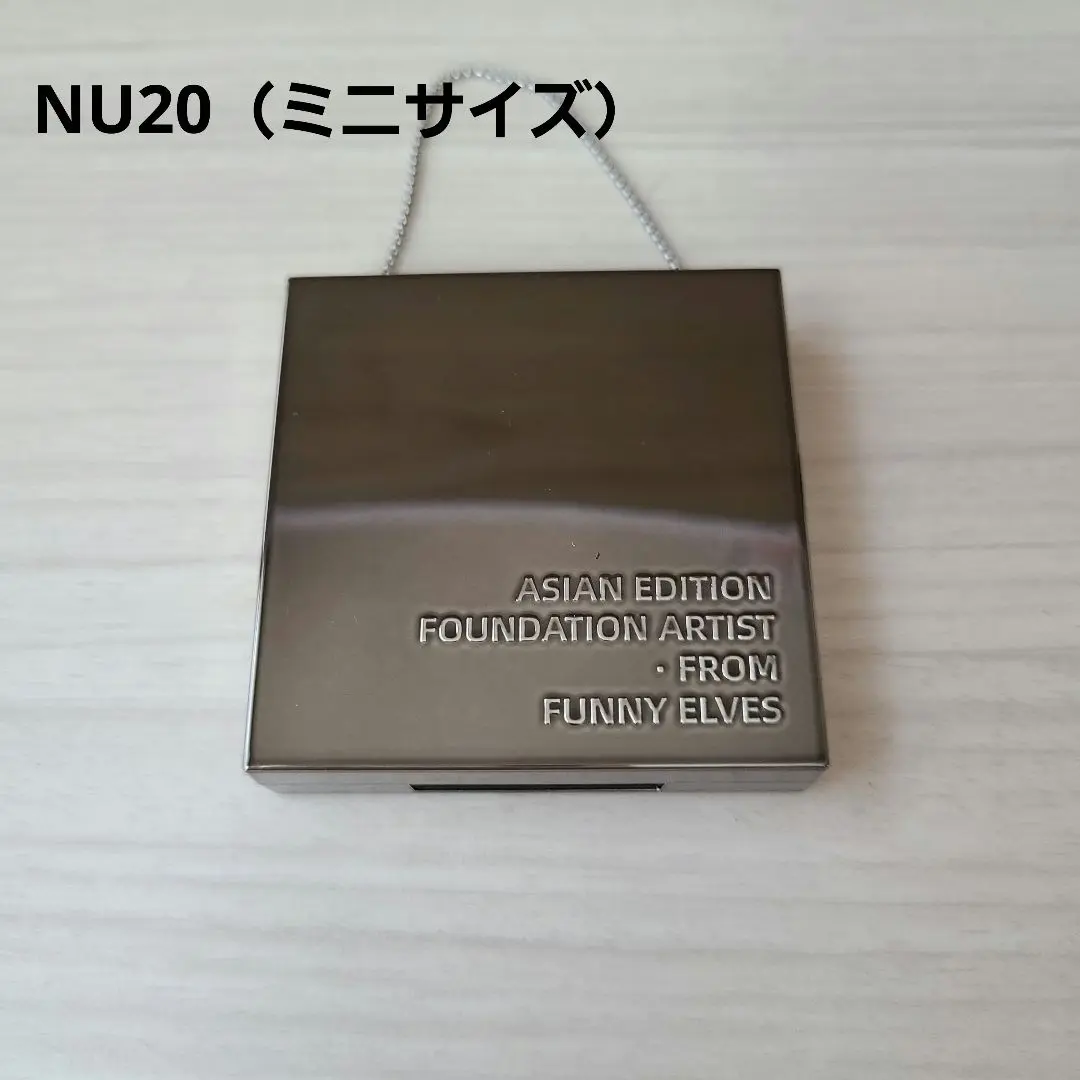 NU20（ミニサイズ）
ASIAN EDITION
FOUNDATION ARTIST
· FROM
FUNNY ELVES